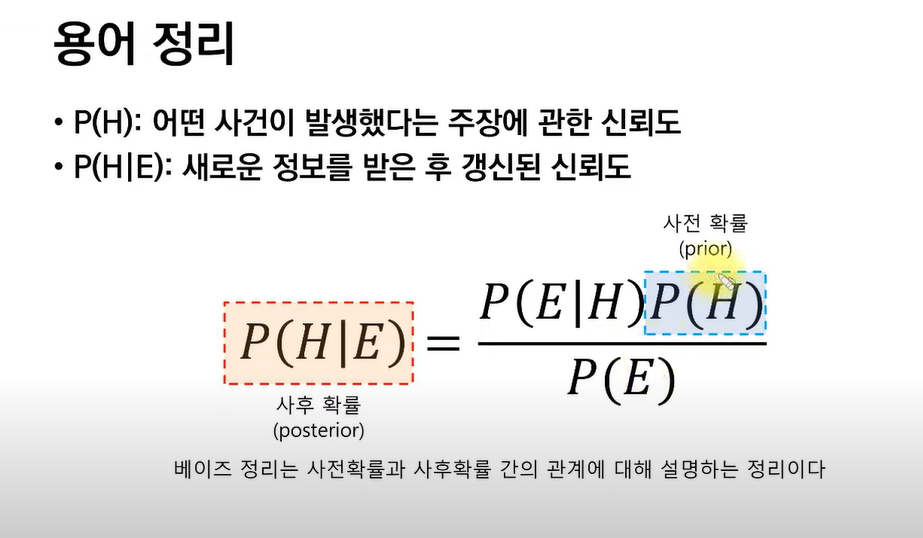 용어 정리
• P(H): 어떤 사건이 발생했다는 주장에 관한 신뢰도
• P(H|E): 새로운 정보를 받은 후 갱신된 신뢰도
사전 확률
(prior)
P(H|E) = P(E|H)P(H) / P(E)
사후 확률
(posterior)
베이즈 정리는 사전확률과 사후확률 간의 관계에 대해 설명하는 정리이다